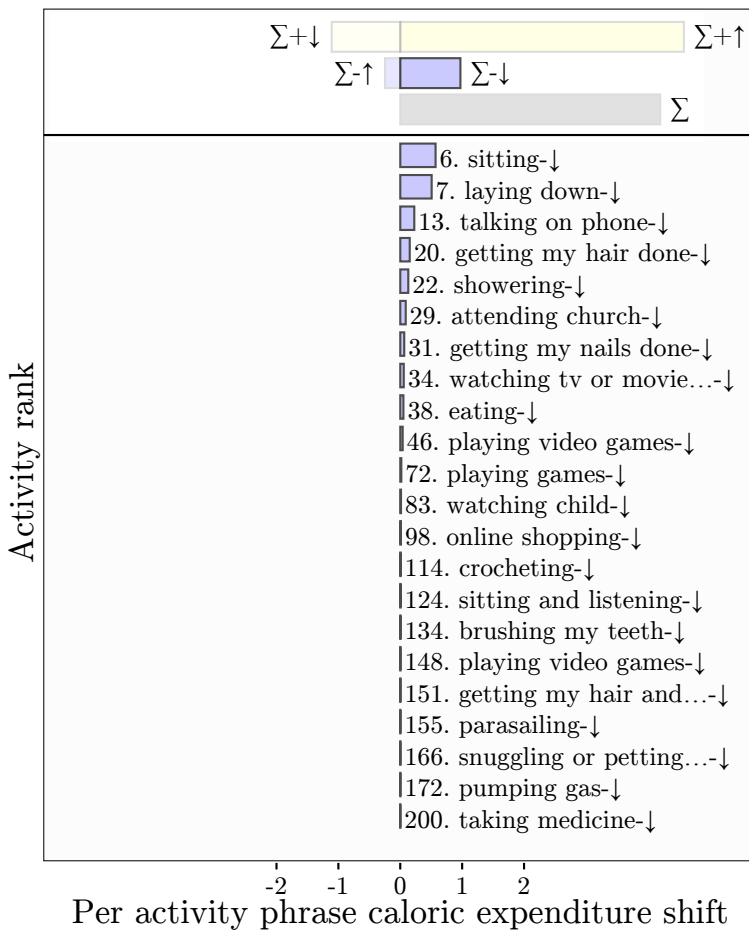 Σ+↓ Σ+↑
Σ-↑ Σ-↓
Σ
6. sitting-↓
7. laying down-↓
13. talking on phone-↓
20. getting my hair done-↓
22. showering-↓
29. attending church-↓
31. getting my nails done-↓
34. watching tv or movie…-↓
38. eating-↓
46. playing video games-↓
72. playing games-↓
83. watching child-↓
98. online shopping-↓
114. crocheting-↓
124. sitting and listening-↓
134. brushing my teeth-↓
148. playing video games-↓
151. getting my hair and…-↓
155. parasailing-↓
166. snuggling or petting…-↓
172. pumping gas-↓
200. taking medicine-↓
Activity rank
-2 -1 0 1 2
Per activity phrase caloric expenditure shift